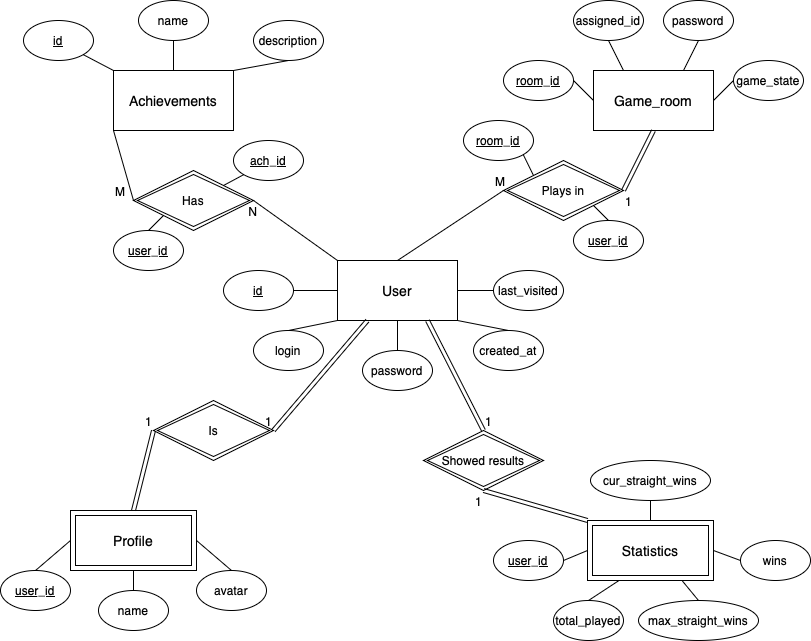 name
id
description
Achievements
assigned_id
password
room_id
game_state
Game_room
room_id
ach_id
M
Has
N
user_id
M
Plays in
1
user_id
id
User
last_visited
login
password
created_at
1
Is
1
1
Showed results
1
cur_straight_wins
Profile
Statistics
user_id
wins
user_id
name
avatar
total_played
max_straight_wins